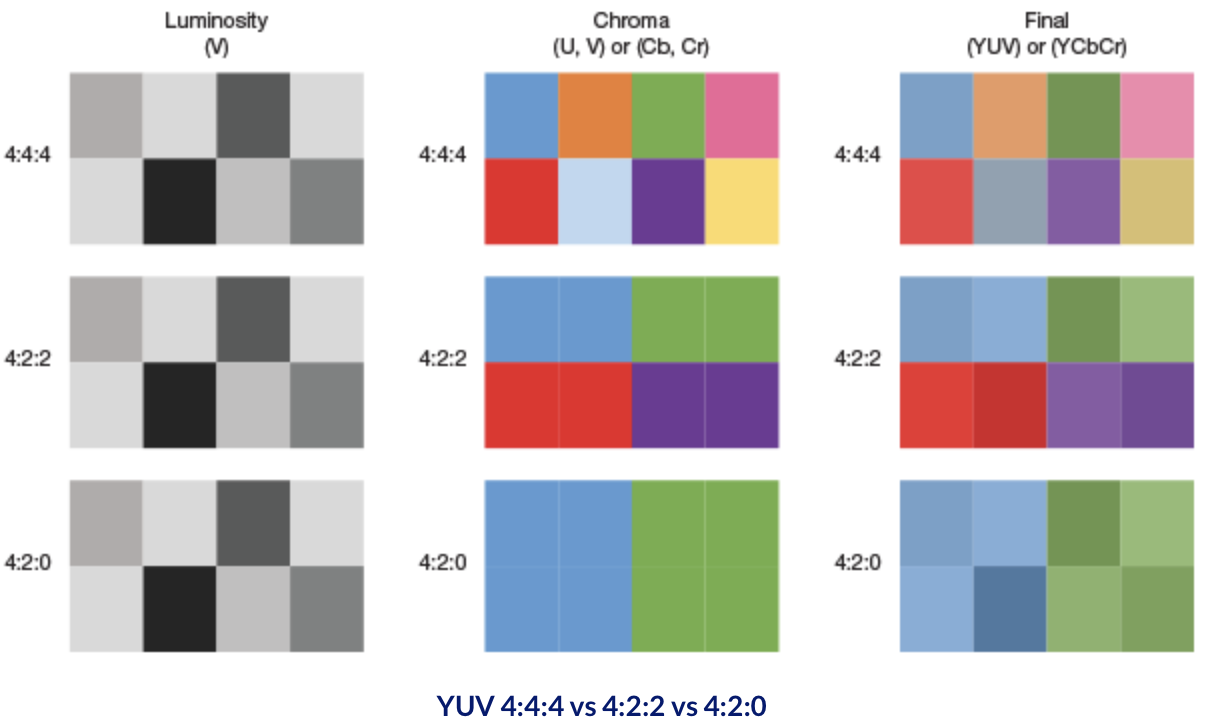 Luminosity
(V)
Chroma
(U, V) or (Cb, Cr)
Final
(YUV) or (YCbCr)
4:4:4
4:4:4
4:4:4
4:2:2
4:2:2
4:2:2
4:2:0
4:2:0
4:2:0
YUV 4:4:4 vs 4:2:2 vs 4:2:0